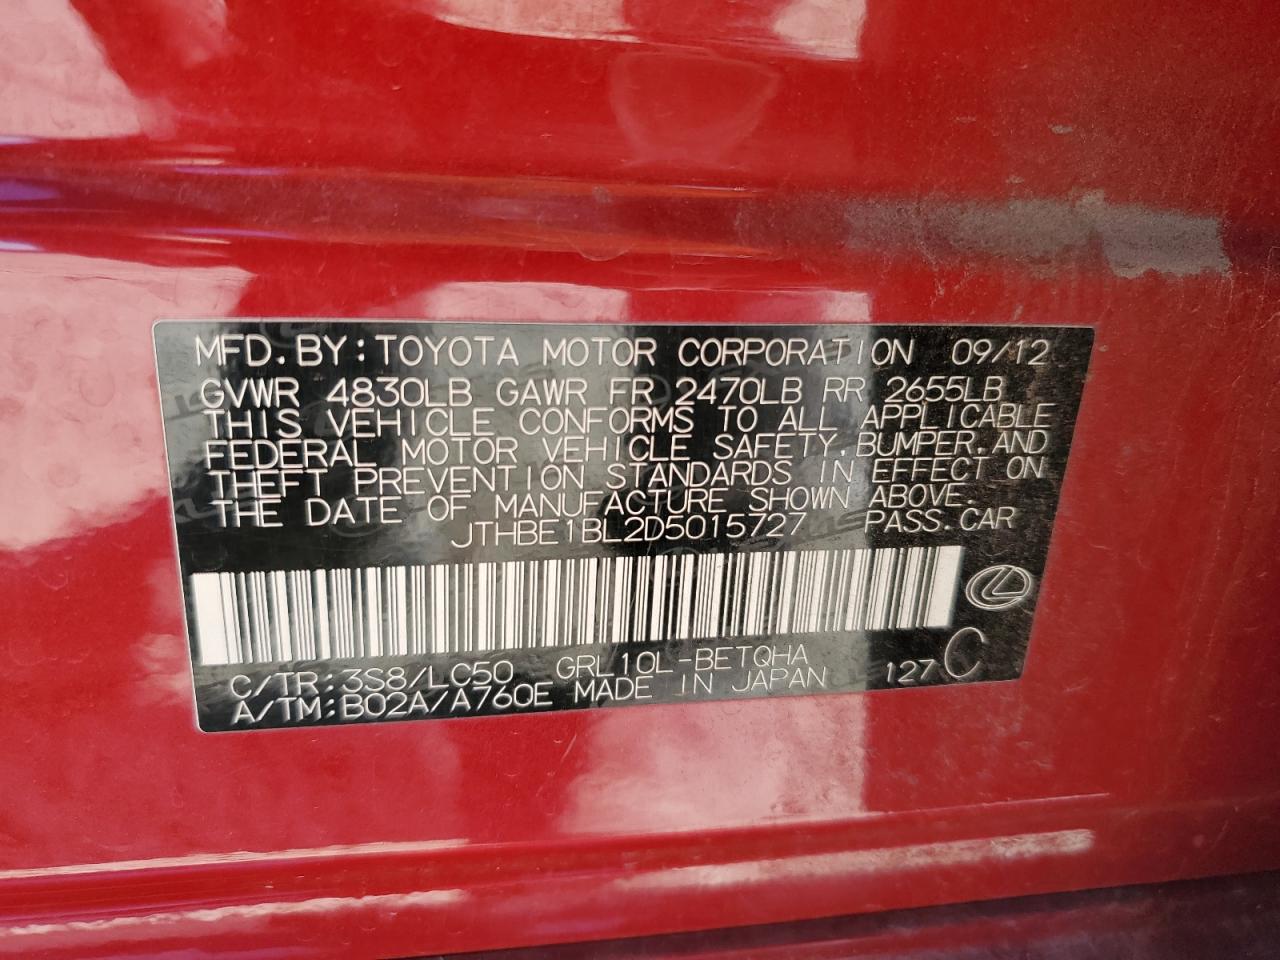 MFD. BY: TOYOTA MOTOR CORPORATION 09/12
GVWR 4830LB GAWR FR 2470LB RR 2655LB
THIS VEHICLE CONFORMS TO ALL APPLICABLE
FEDERAL MOTOR VEHICLE SAFETY, BUMPER, AND
THEFT PREVENTION STANDARDS IN EFFECT ON
THE DATE OF MANUFACTURE SHOWN ABOVE.
JTHBE1BL2D5015727 PASS. CAR
C/TR: 3S8/LC50 GRL10L-BETQHA
A/TM: B02A/A760E MADE IN JAPAN 127 C